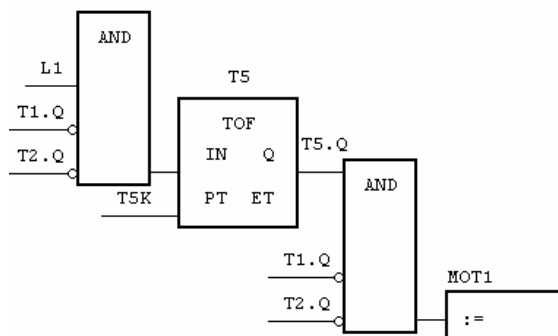 AND
L1
T5
T1.Q
TOF
T2.Q
IN Q
T5.Q
T5K
PT ET
AND
T1.Q
MOT1
T2.Q
:=